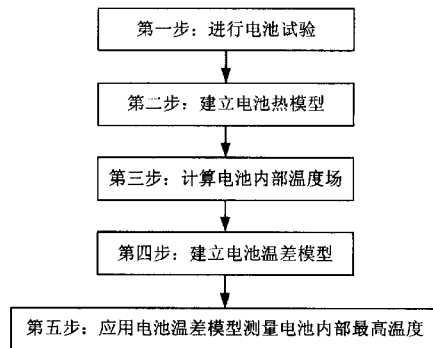 第一步：进行电池试验
第二步：建立电池热模型
第三步：计算电池内部温度场
第四步：建立电池温差模型
第五步：应用电池温差模型测量电池内部最高温度